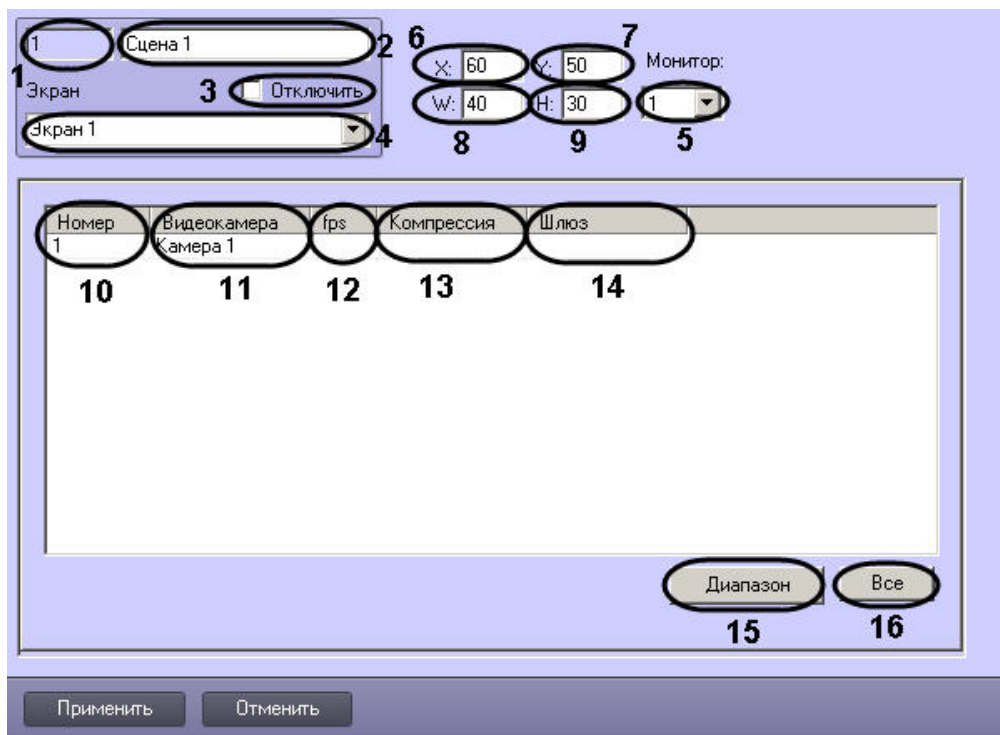 1 Сцена 1 2 6 7
X: 60 Y: 50 Монитор:
1 Экран 3 Отключить
W: 40 H: 30 1
Экран 1 4 8 9 5
Номер Видеокамера fps Компрессия Шлюз
1 Камера 1
10 11 12 13 14
Диапазон Все
15 16
Применить Отменить